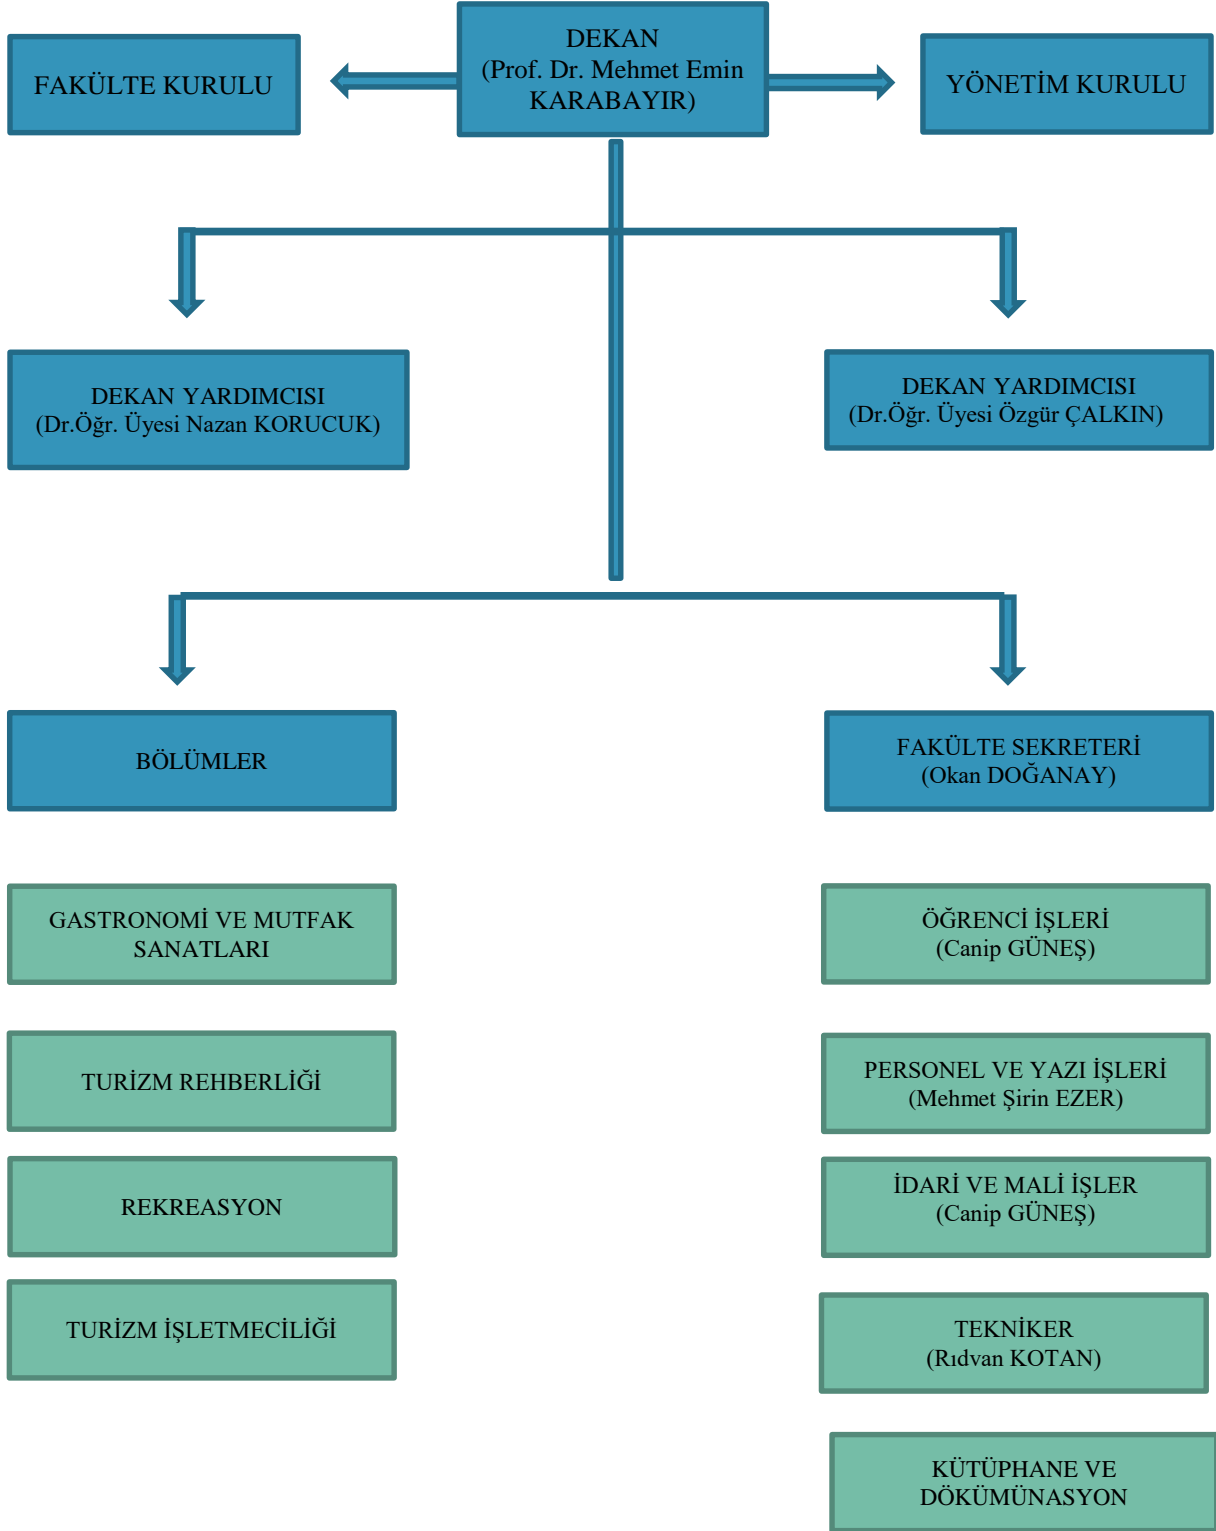 FAKÜLTE KURULU
DEKAN
(Prof. Dr. Mehmet Emin
KARABAYIR)
YÖNETİM KURULU
DEKAN YARDIMCISI
(Dr.Öğr. Üyesi Nazan KORUCUK)
DEKAN YARDIMCISI
(Dr.Öğr. Üyesi Özgür ÇALKIN)
BÖLÜMLER
FAKÜLTE SEKRETERİ
(Okan DOĞANAY)
GASTRONOMİ VE MUTFAK
SANATLARI
TURİZM REHBERLİĞİ
REKREASYON
TURİZM İŞLETMECİLİĞİ
ÖĞRENCİ İŞLERİ
(Canip GÜNEŞ)
PERSONEL VE YAZI İŞLERİ
(Mehmet Şirin EZER)
İDARİ VE MALİ İŞLER
(Canip GÜNEŞ)
TEKNİKER
(Rıdvan KOTAN)
KÜTÜPHANE VE
DÖKÜMÜNASYON